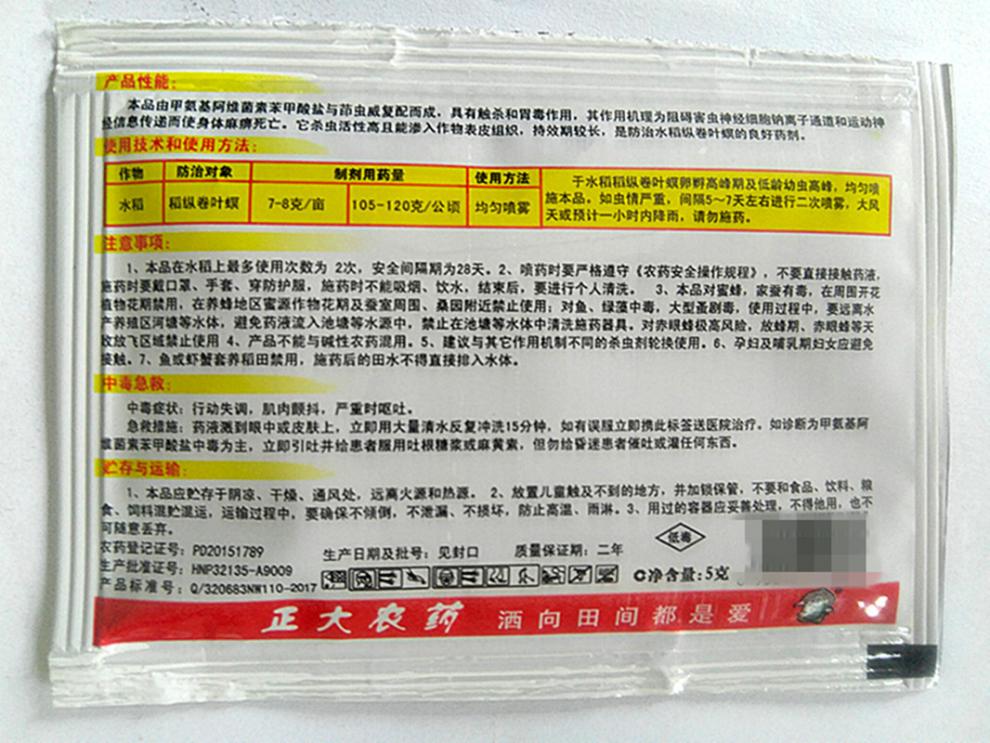 产品性能：
本品由甲氨基阿维菌素苯甲酸盐与茚虫威复配而成，具有触杀和胃毒作用，其作用机理为阻碍害虫神经细胞钠离子通道和运动神
经信息传递而使身体麻痹死亡。它杀虫活性高且能渗入作物表皮组织，持效期较长，是防治水稻纵卷叶螟的良好药剂。
使用技术和使用方法：
作物 防治对象 制剂用药量 使用方法
水稻 稻纵卷叶螟 7-8克/亩 105-120克/公顷 均匀喷雾
于水稻稻纵卷叶螟卵孵高峰期及低龄幼虫高峰，均匀喷
施本品。如虫情严重，间隔5～7天左右进行二次喷雾，大风
天或预计一小时内降雨，请勿施药。
注意事项：
1、本品在水稻上最多使用次数为 2次，安全间隔期为28天。2、喷药时要严格遵守《农药安全操作规程》，不要直接接触药液，
施药时要戴口罩、手套、穿防护服，施药时不能吸烟、饮水，结束后，要进行个人清洗。 3、本品对蜜蜂，家蚕有毒，在周围开花
植物花期禁用，在养蜂地区蜜源作物花期及蚕室周围、桑园附近禁止使用；对鱼、绿藻中毒，大型蚤剧毒，使用过程中，要远离水
产养殖区河塘等水体，避免药液流入池塘等水源中，禁止在池塘等水体中清洗施药器具。对赤眼蜂极高风险，放蜂期、赤眼蜂等天
敌放飞区域禁止使用 4、产品不能与碱性农药混用。5、建议与其它作用机制不同的杀虫剂轮换使用。6、孕妇及哺乳期妇女应避免
接触。7、鱼或虾蟹套养稻田禁用，施药后的田水不得直接排入水体。
中毒急救：
中毒症状：行动失调，肌肉颤抖，严重时呕吐。
急救措施：药液溅到眼中或皮肤上，立即用大量清水反复冲洗15分钟，如有误服立即携此标签送医院治疗。如诊断为甲氨基阿
维菌素苯甲酸盐中毒为主，立即引吐并给患者服用吐根糖浆或麻黄素，但勿给昏迷患者催吐或灌任何东西。
贮存与运输：
1、本品应贮存于阴凉、干燥、通风处，远离火源和热源。 2、放置儿童触及不到的地方，并加锁保管，不要和食品、饮料、粮
食、饲料混贮混运，运输过程中，要确保不倾倒，不泄漏、不损坏，防止高温、雨淋。3、用过的容器应妥善处理，不得他用，也不
可随意丢弃。
农药登记证号：PD20151789
生产日期及批号：见封口 质量保证期：二年
低毒
生产批准证号：HNP32135-A9009
产品标准号：Q/320683NW110-2017
净含量：5克
正大农药 洒向田间都是爱